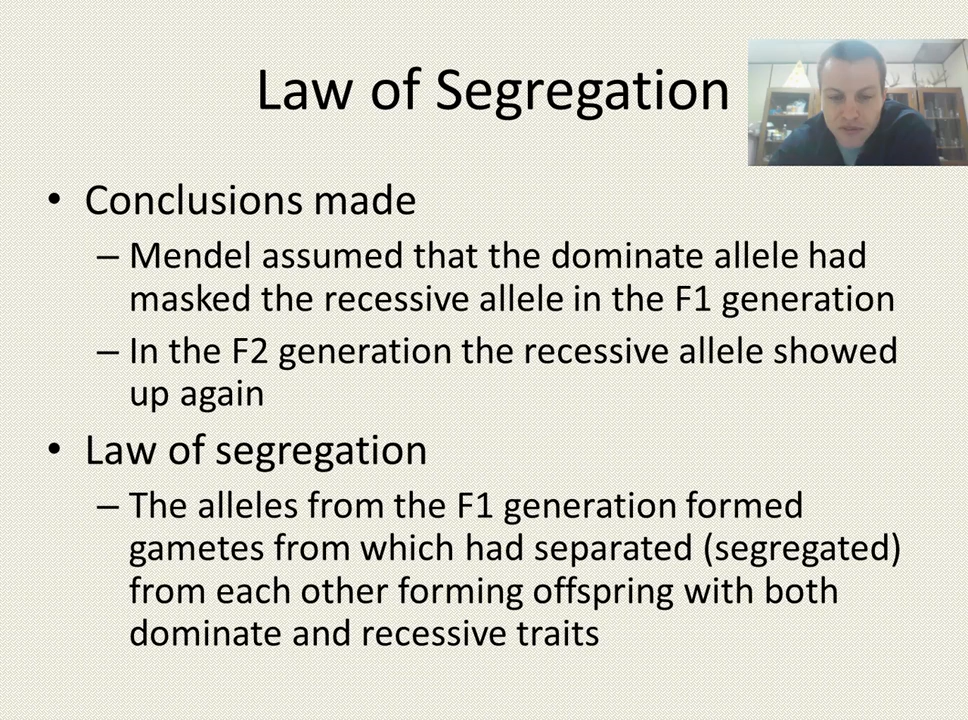 Law of Segregation
• Conclusions made
– Mendel assumed that the dominate allele had
masked the recessive allele in the F1 generation
– In the F2 generation the recessive allele showed
up again
• Law of segregation
– The alleles from the F1 generation formed
gametes from which had separated (segregated)
from each other forming offspring with both
dominate and recessive traits